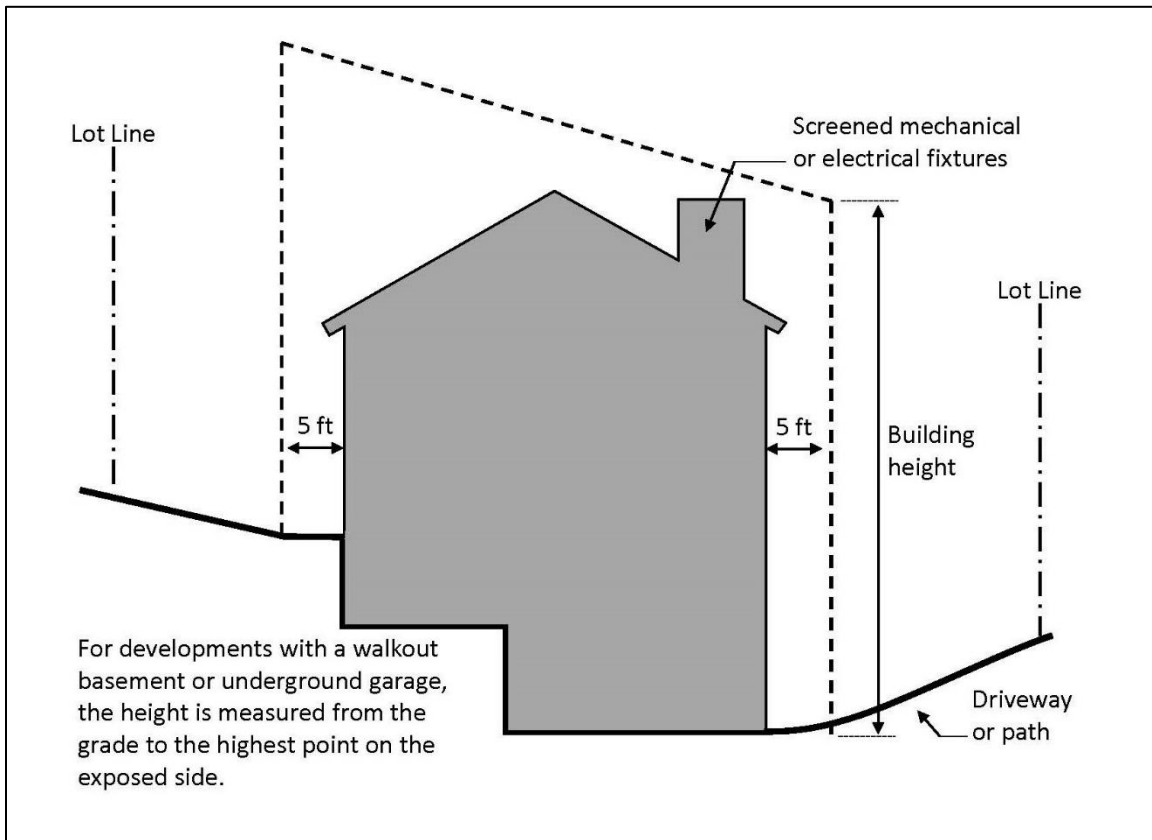 Lot Line
Screened mechanical
or electrical fixtures
Lot Line
5 ft
5 ft
Building
height
For developments with a walkout
basement or underground garage,
the height is measured from the
grade to the highest point on the
exposed side.
Driveway
or path